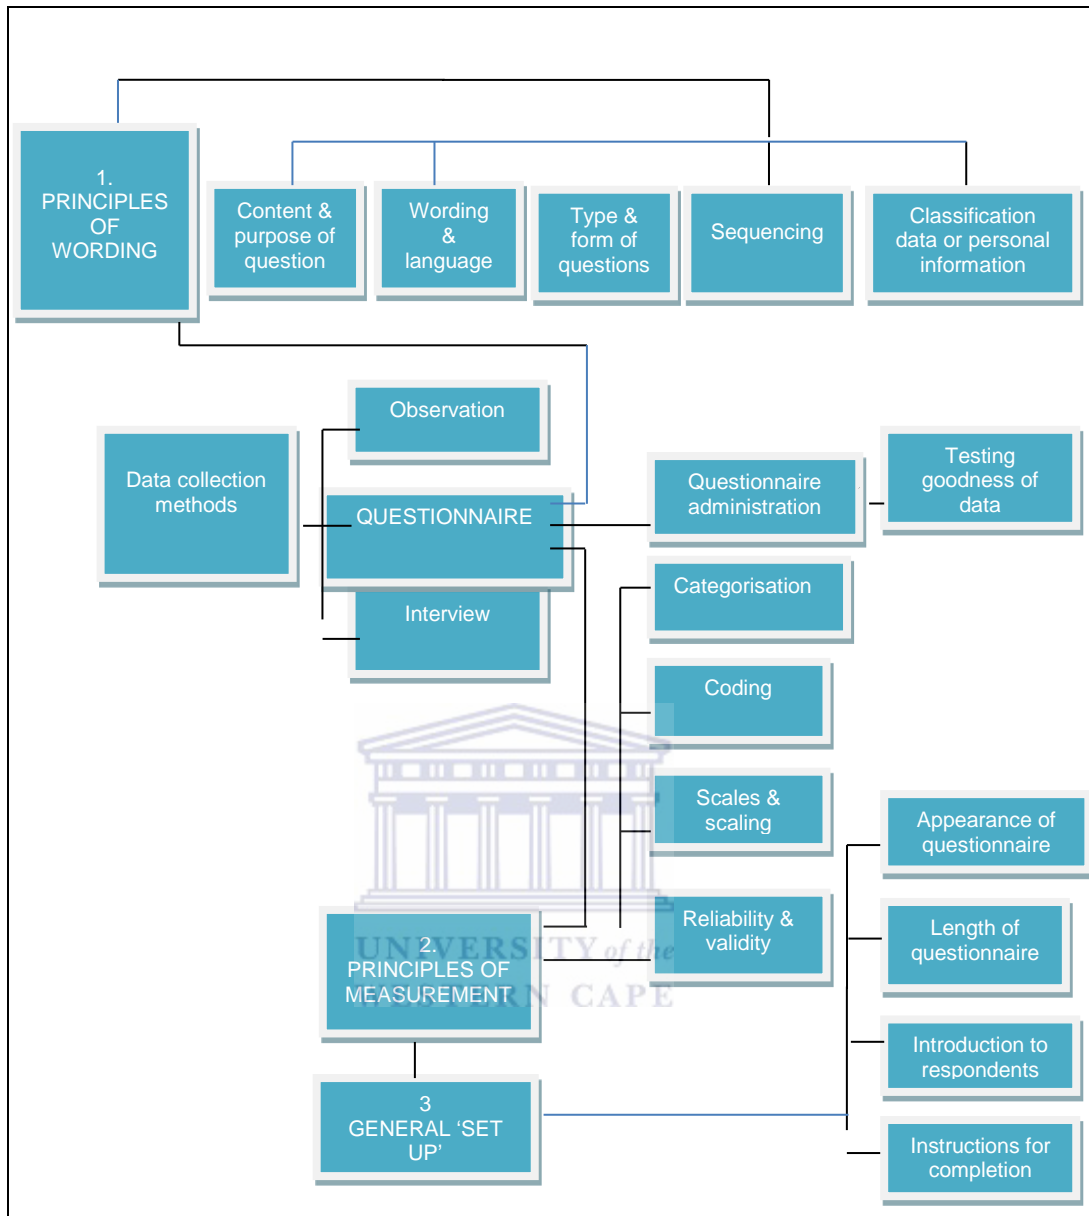 1.
PRINCIPLES
OF
WORDING
Content &
purpose of
question
Wording
&
language
Type &
form of
questions
Sequencing
Classification
data or personal
information
Observation
Data collection
methods
QUESTIONNAIRE
Interview
Questionnaire
administration
Testing
goodness of
data
Categorisation
Coding
Scales &
scaling
Reliability &
validity
2.
PRINCIPLES OF
MEASUREMENT
UNIVERSITY of the
WESTERN CAPE
3
GENERAL ‘SET
UP’
Appearance of
questionnaire
Length of
questionnaire
Introduction to
respondents
Instructions for
completion